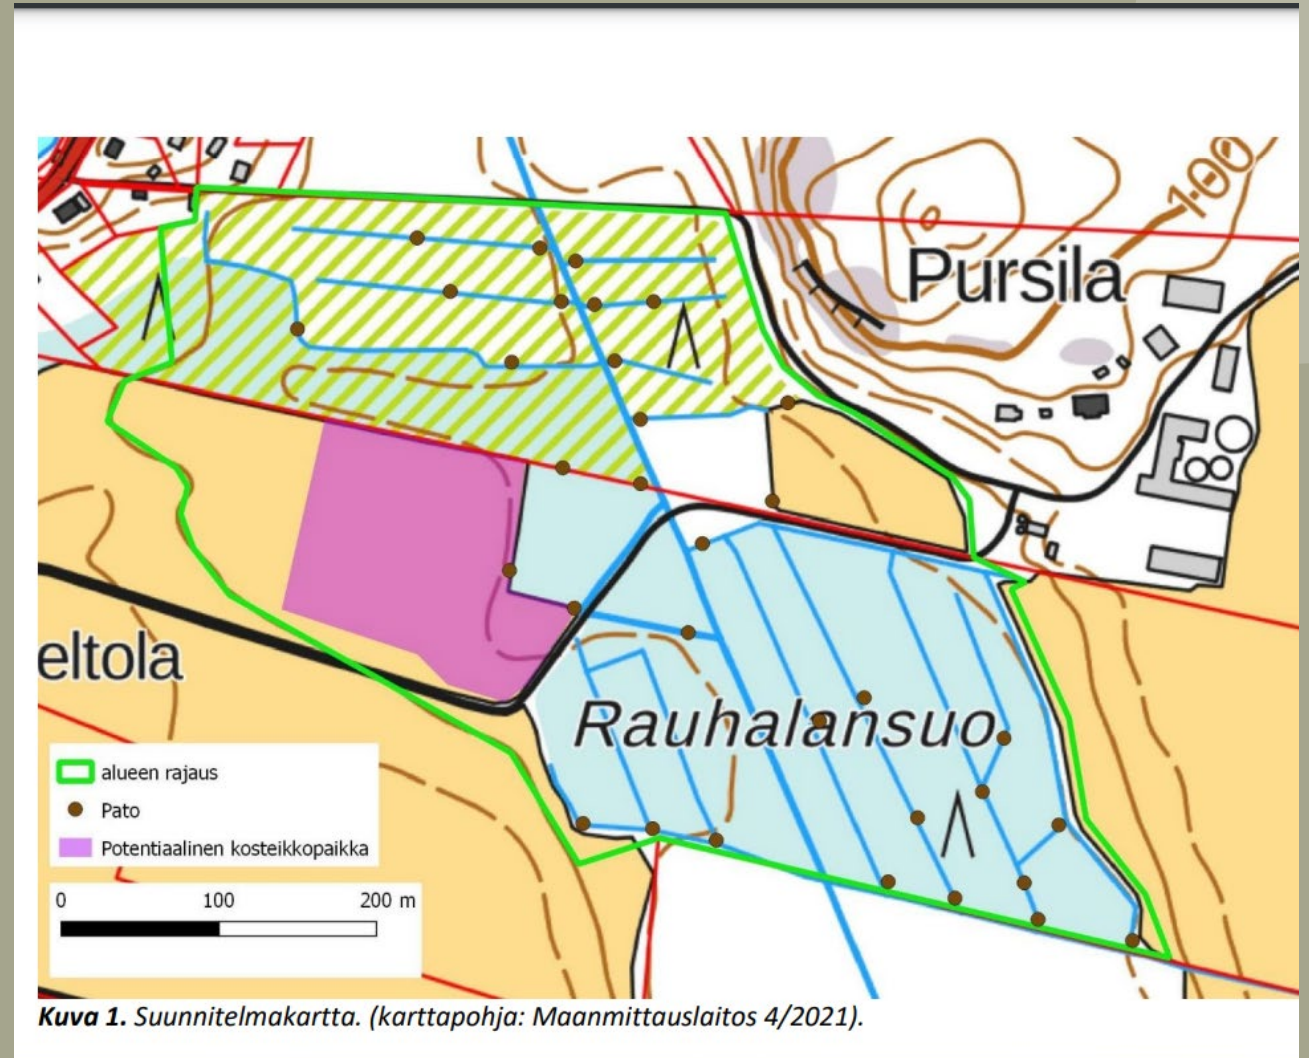 100
Pursila
eltola
Rauhalansuo
alueen rajaus
Pato
Potentiaalinen kosteikkopaikka
0 100 200 m
Kuva 1. Suunnitelmakartta. (karttapohja: Maanmittauslaitos 4/2021).